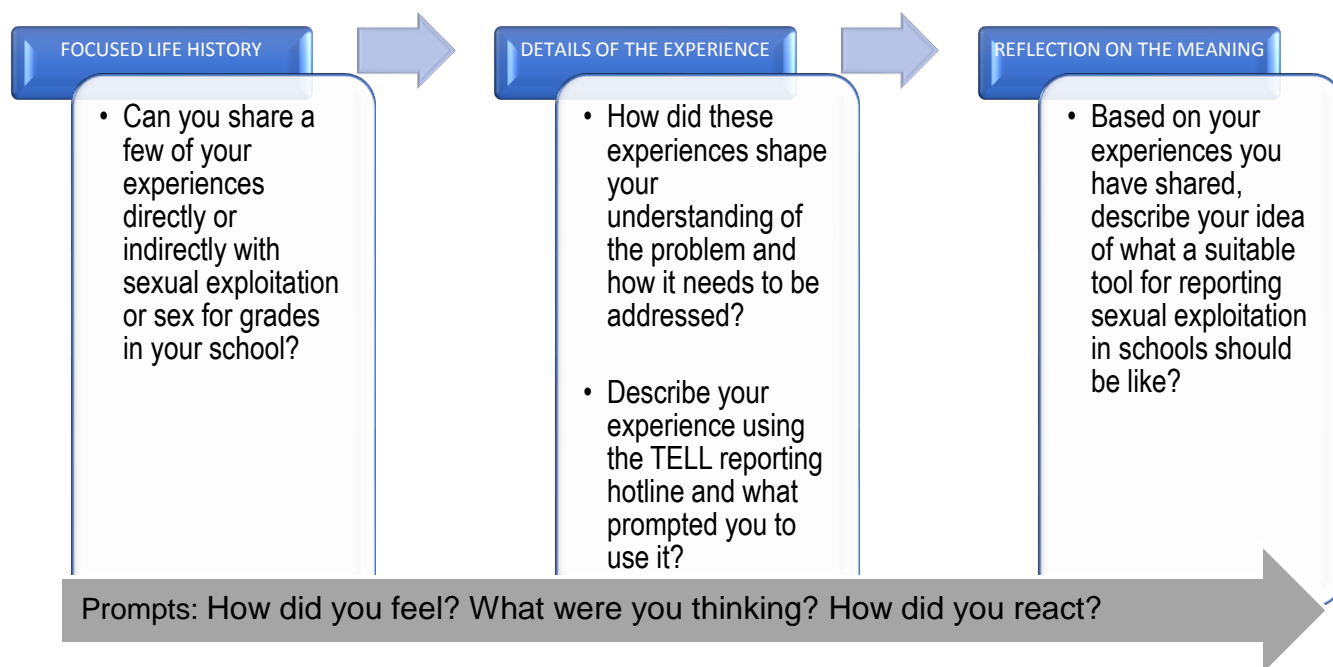 FOCUSED LIFE HISTORY
• Can you share a
few of your
experiences
directly or
indirectly with
sexual exploitation
or sex for grades
in your school?
DETAILS OF THE EXPERIENCE
• How did these
experiences shape
your
understanding of
the problem and
how it needs to be
addressed?
• Describe your
experience using
the TELL reporting
hotline and what
prompted you to
use it?
REFLECTION ON THE MEANING
• Based on your
experiences you
have shared,
describe your idea
of what a suitable
tool for reporting
sexual exploitation
in schools should
be like?
Prompts: How did you feel? What were you thinking? How did you react?